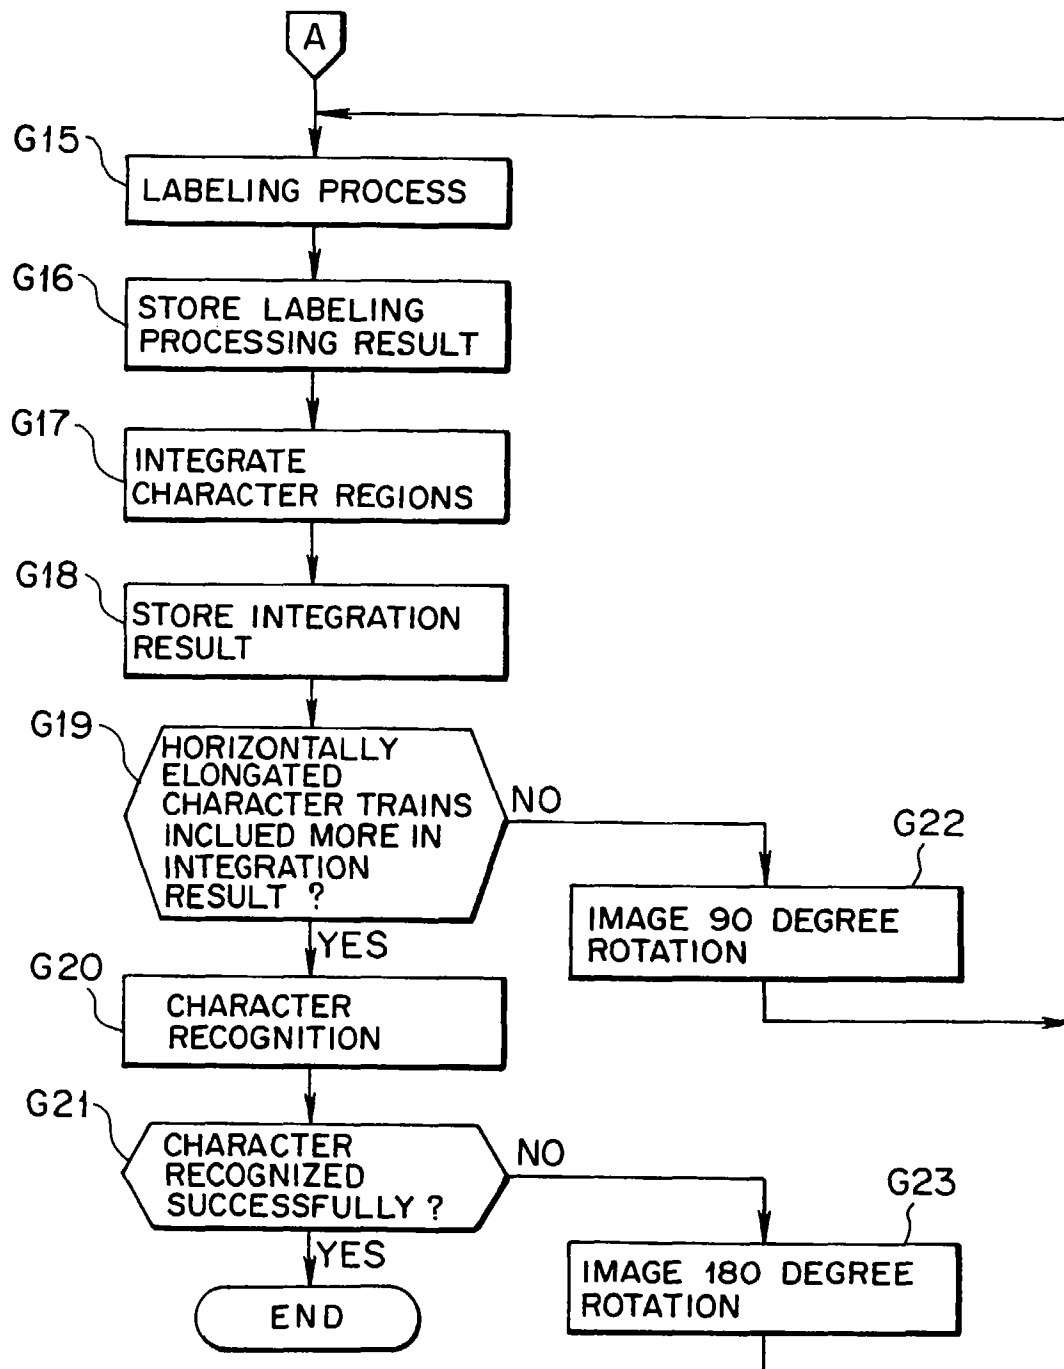 A
G15
LABELING PROCESS
G16
STORE LABELING
PROCESSING RESULT
G17
INTEGRATE
CHARACTER REGIONS
G18
STORE INTEGRATION
RESULT
G19
HORIZONTALLY
ELONGATED
CHARACTER TRAINS
INCLUED MORE IN
INTEGRATION
RESULT ?
NO
YES
G22
IMAGE 90 DEGREE
ROTATION
G20
CHARACTER
RECOGNITION
G21
CHARACTER
RECOGNIZED
SUCCESSFULLY ?
NO
YES
G23
IMAGE 180 DEGREE
ROTATION
END